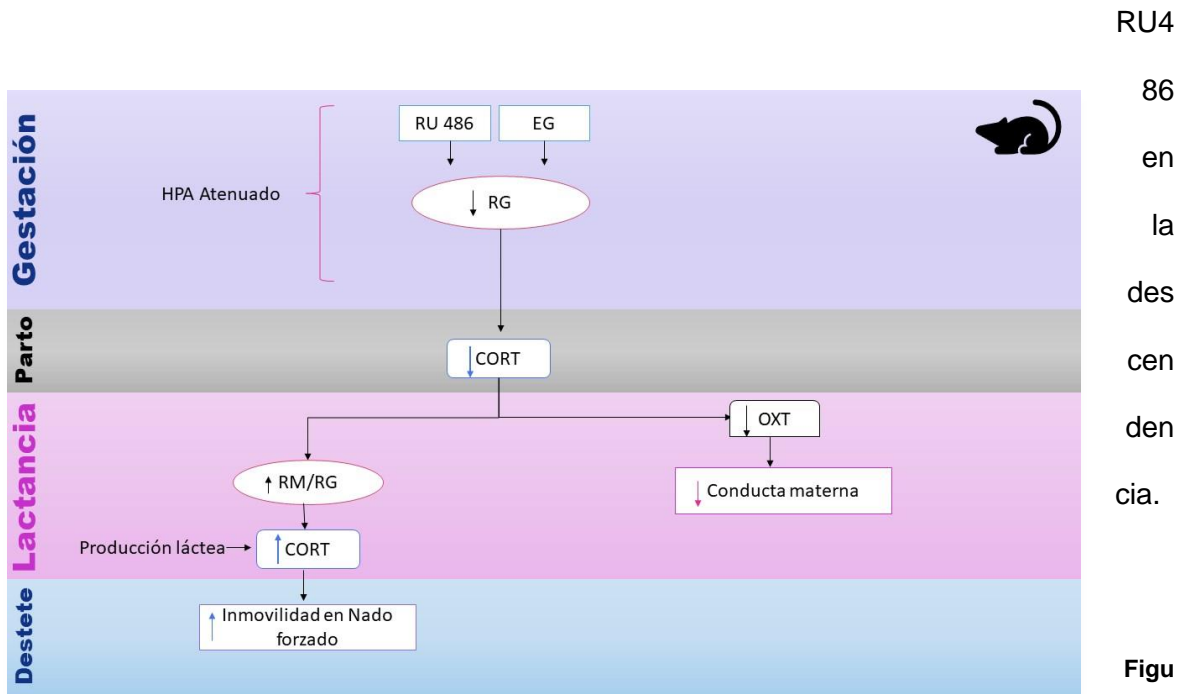 RU4
86
en
la
des
cen
den
cia.
Figu
Gestación
RU 486
EG
HPA Atenuado
↓ RG
Parto
↓CORT
Lactancia
↓ OXT
↑ RM/RG
↓ Conducta materna
Producción láctea
↑CORT
Destete
↑ Inmovilidad en Nado
forzado